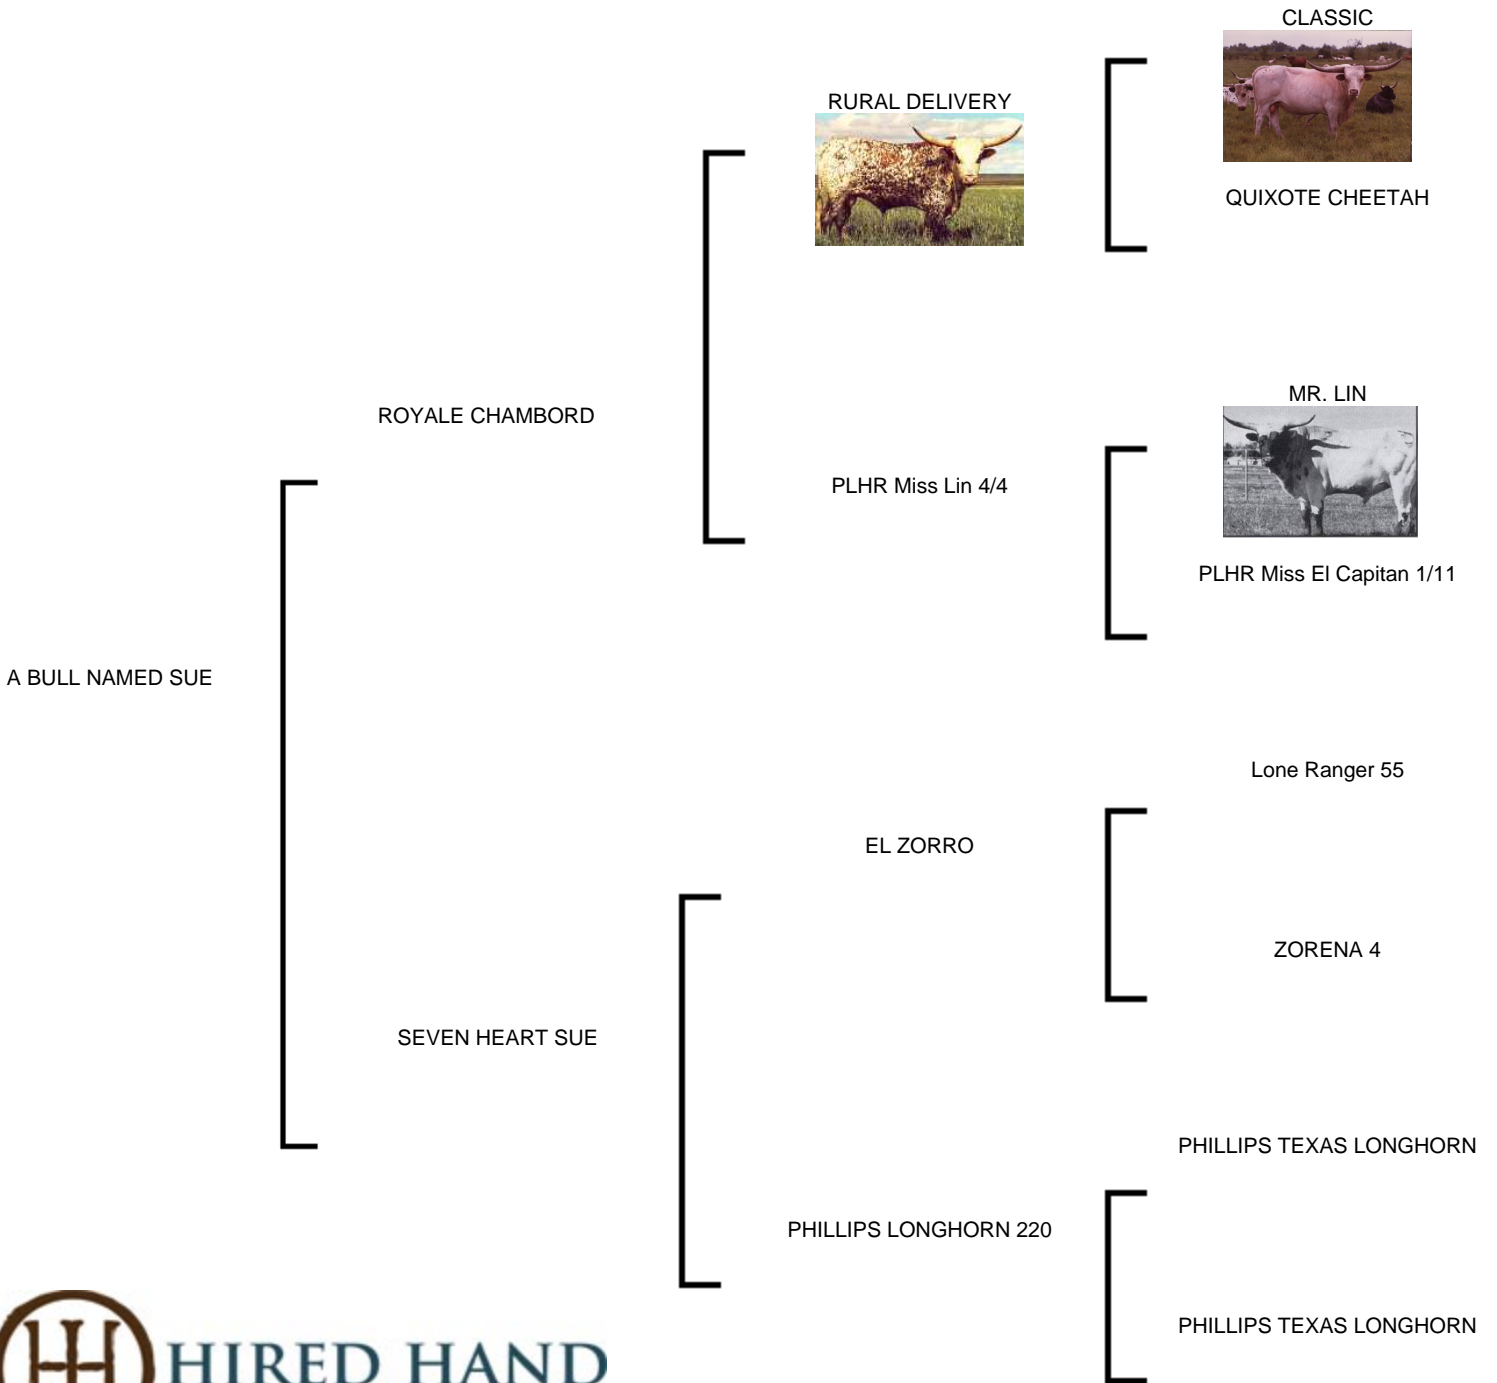 CLASSIC
RURAL DELIVERY
QUIXOTE CHEETAH
MR. LIN
ROYALE CHAMBORD
PLHR Miss Lin 4/4
PLHR Miss El Capitan 1/11
A BULL NAMED SUE
Lone Ranger 55
EL ZORRO
ZORENA 4
SEVEN HEART SUE
PHILLIPS TEXAS LONGHORN
PHILLIPS LONGHORN 220
PHILLIPS TEXAS LONGHORN
HIRED HAND